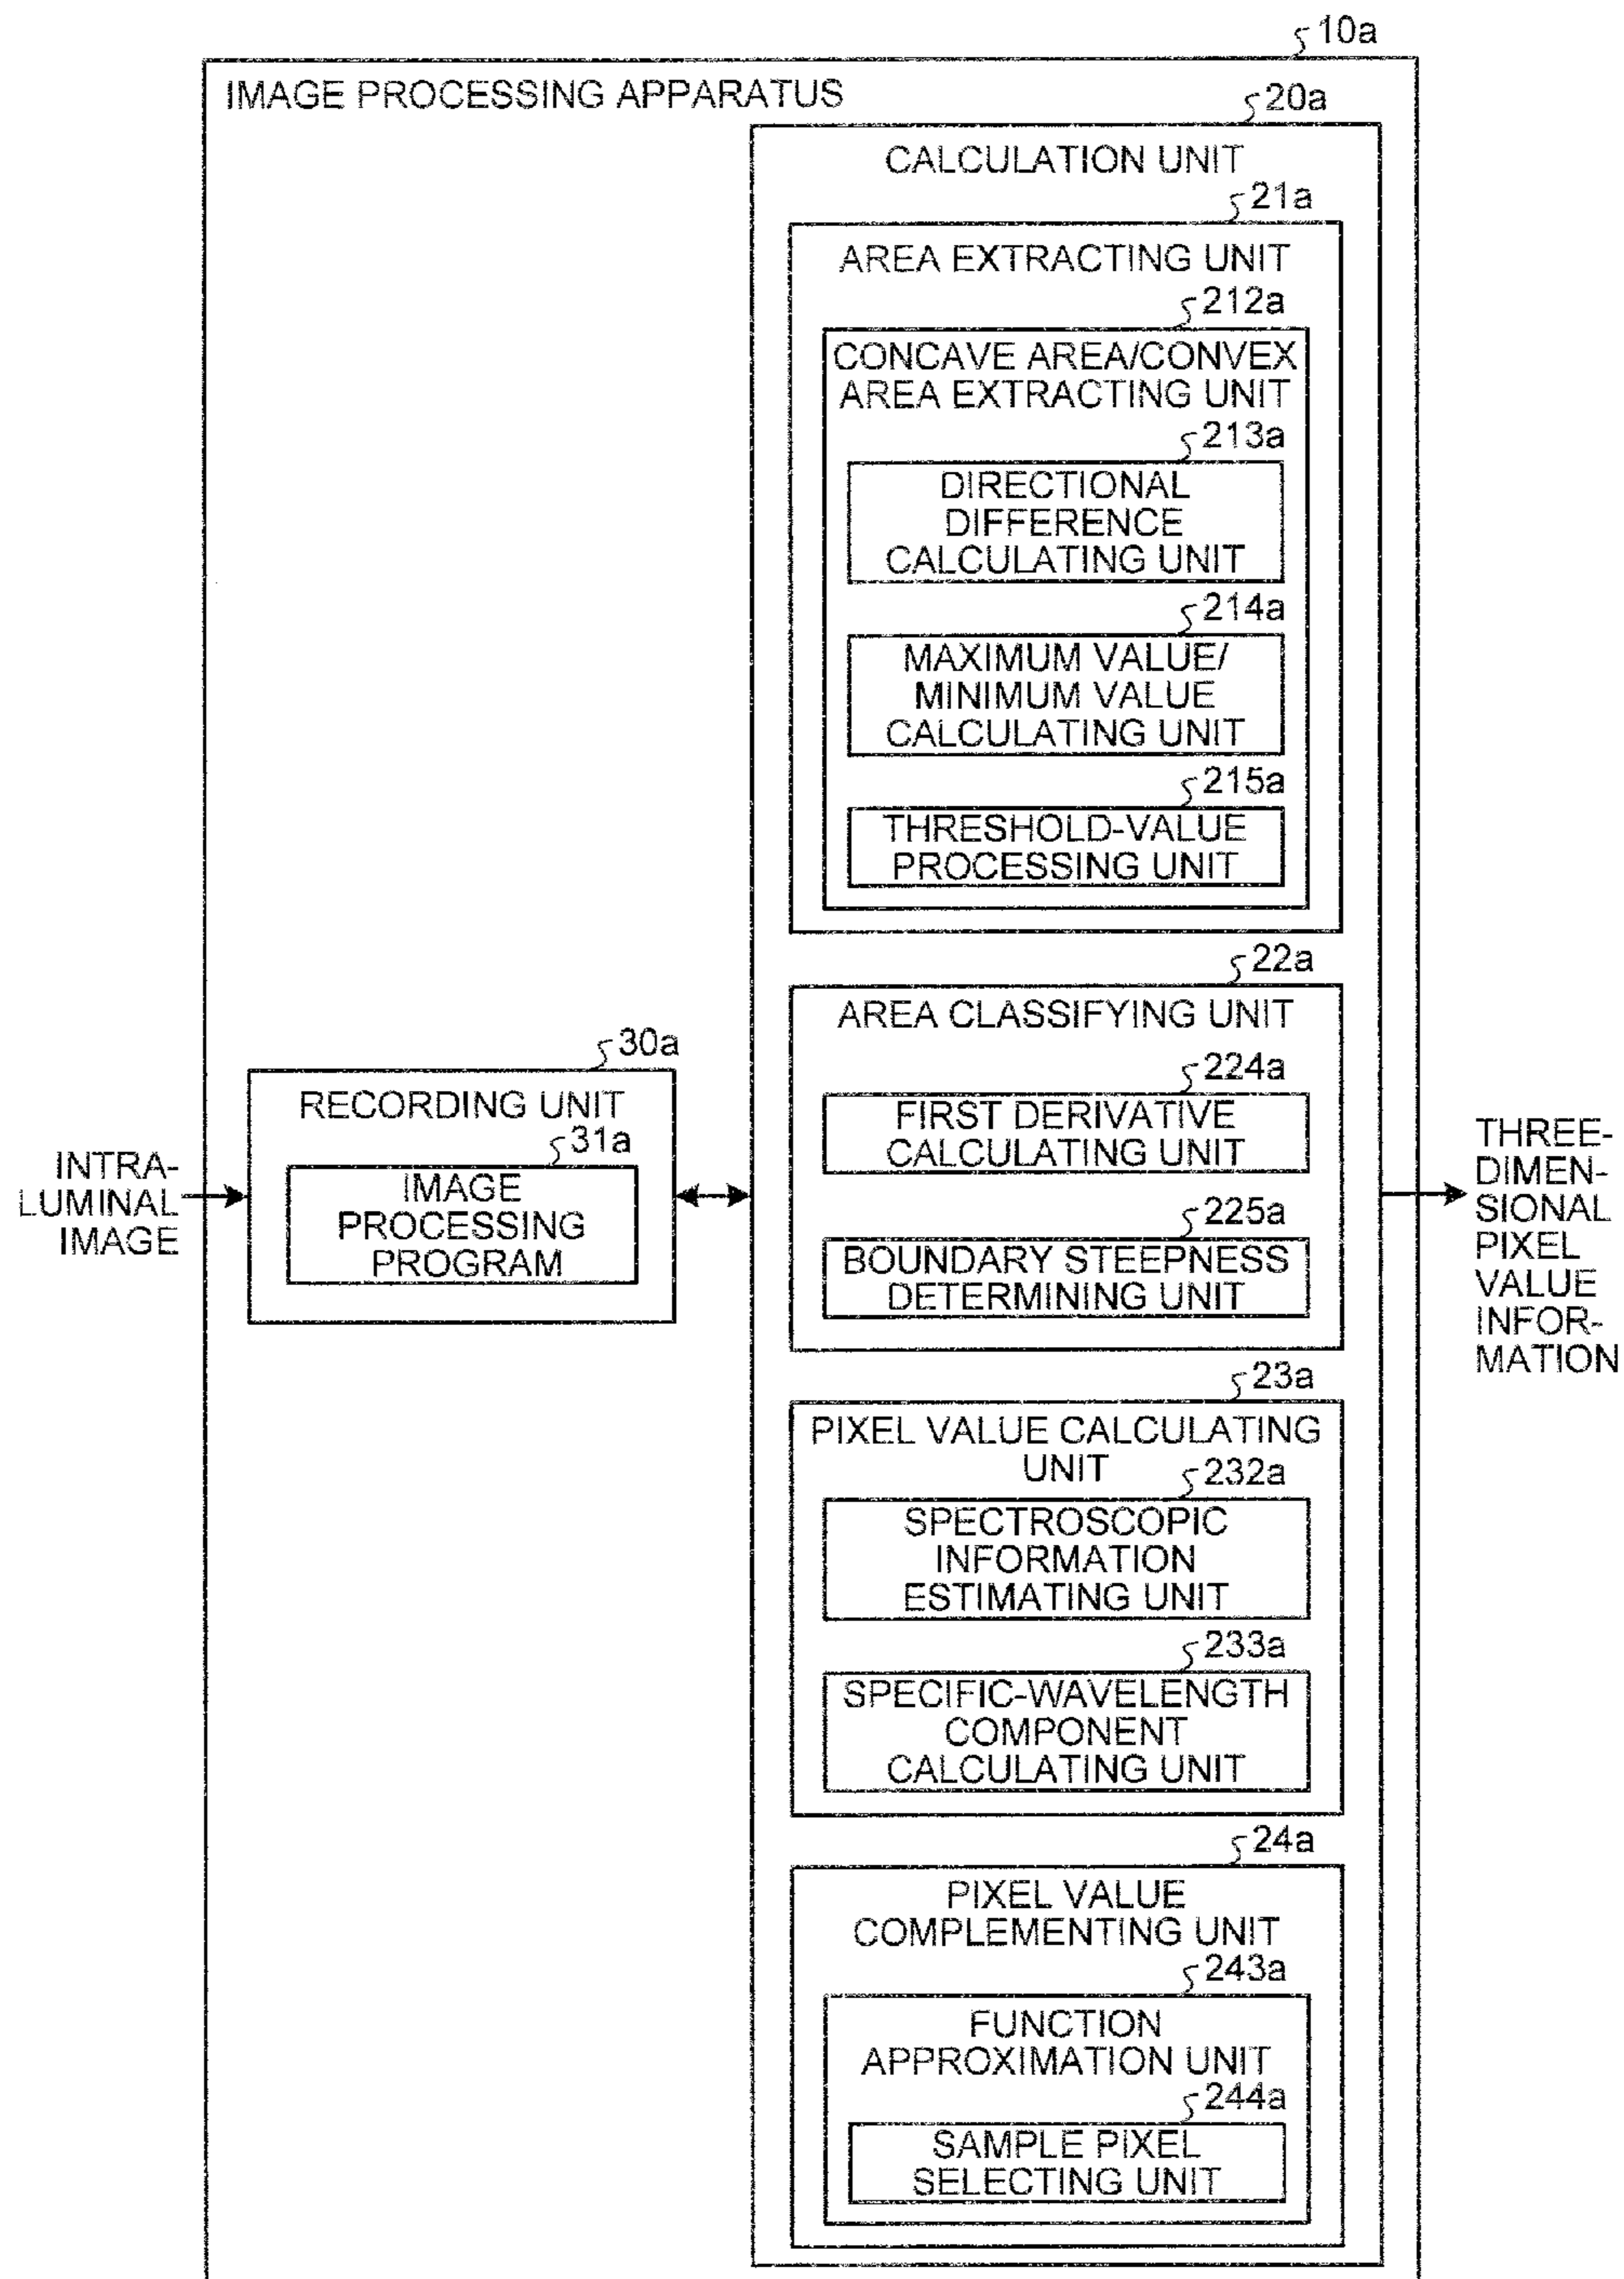 10a
IMAGE PROCESSING APPARATUS
20a
CALCULATION UNIT
21a
AREA EXTRACTING UNIT
212a
CONCAVE AREA/CONVEX
AREA EXTRACTING UNIT
213a
DIRECTIONAL
DIFFERENCE
CALCULATING UNIT
214a
MAXIMUM VALUE/
MINIMUM VALUE
CALCULATING UNIT
215a
THRESHOLD-VALUE
PROCESSING UNIT
22a
AREA CLASSIFYING UNIT
224a
FIRST DERIVATIVE
CALCULATING UNIT
225a
BOUNDARY STEEPNESS
DETERMINING UNIT
30a
RECORDING UNIT
31a
IMAGE
PROCESSING
PROGRAM
INTRA-
LUMINAL
IMAGE
THREE-
DIMEN-
SIONAL
PIXEL
VALUE
INFOR-
MATION
23a
PIXEL VALUE CALCULATING
UNIT
232a
SPECTROSCOPIC
INFORMATION
ESTIMATING UNIT
233a
SPECIFIC-WAVELENGTH
COMPONENT
CALCULATING UNIT
24a
PIXEL VALUE
COMPLEMENTING UNIT
243a
FUNCTION
APPROXIMATION UNIT
244a
SAMPLE PIXEL
SELECTING UNIT